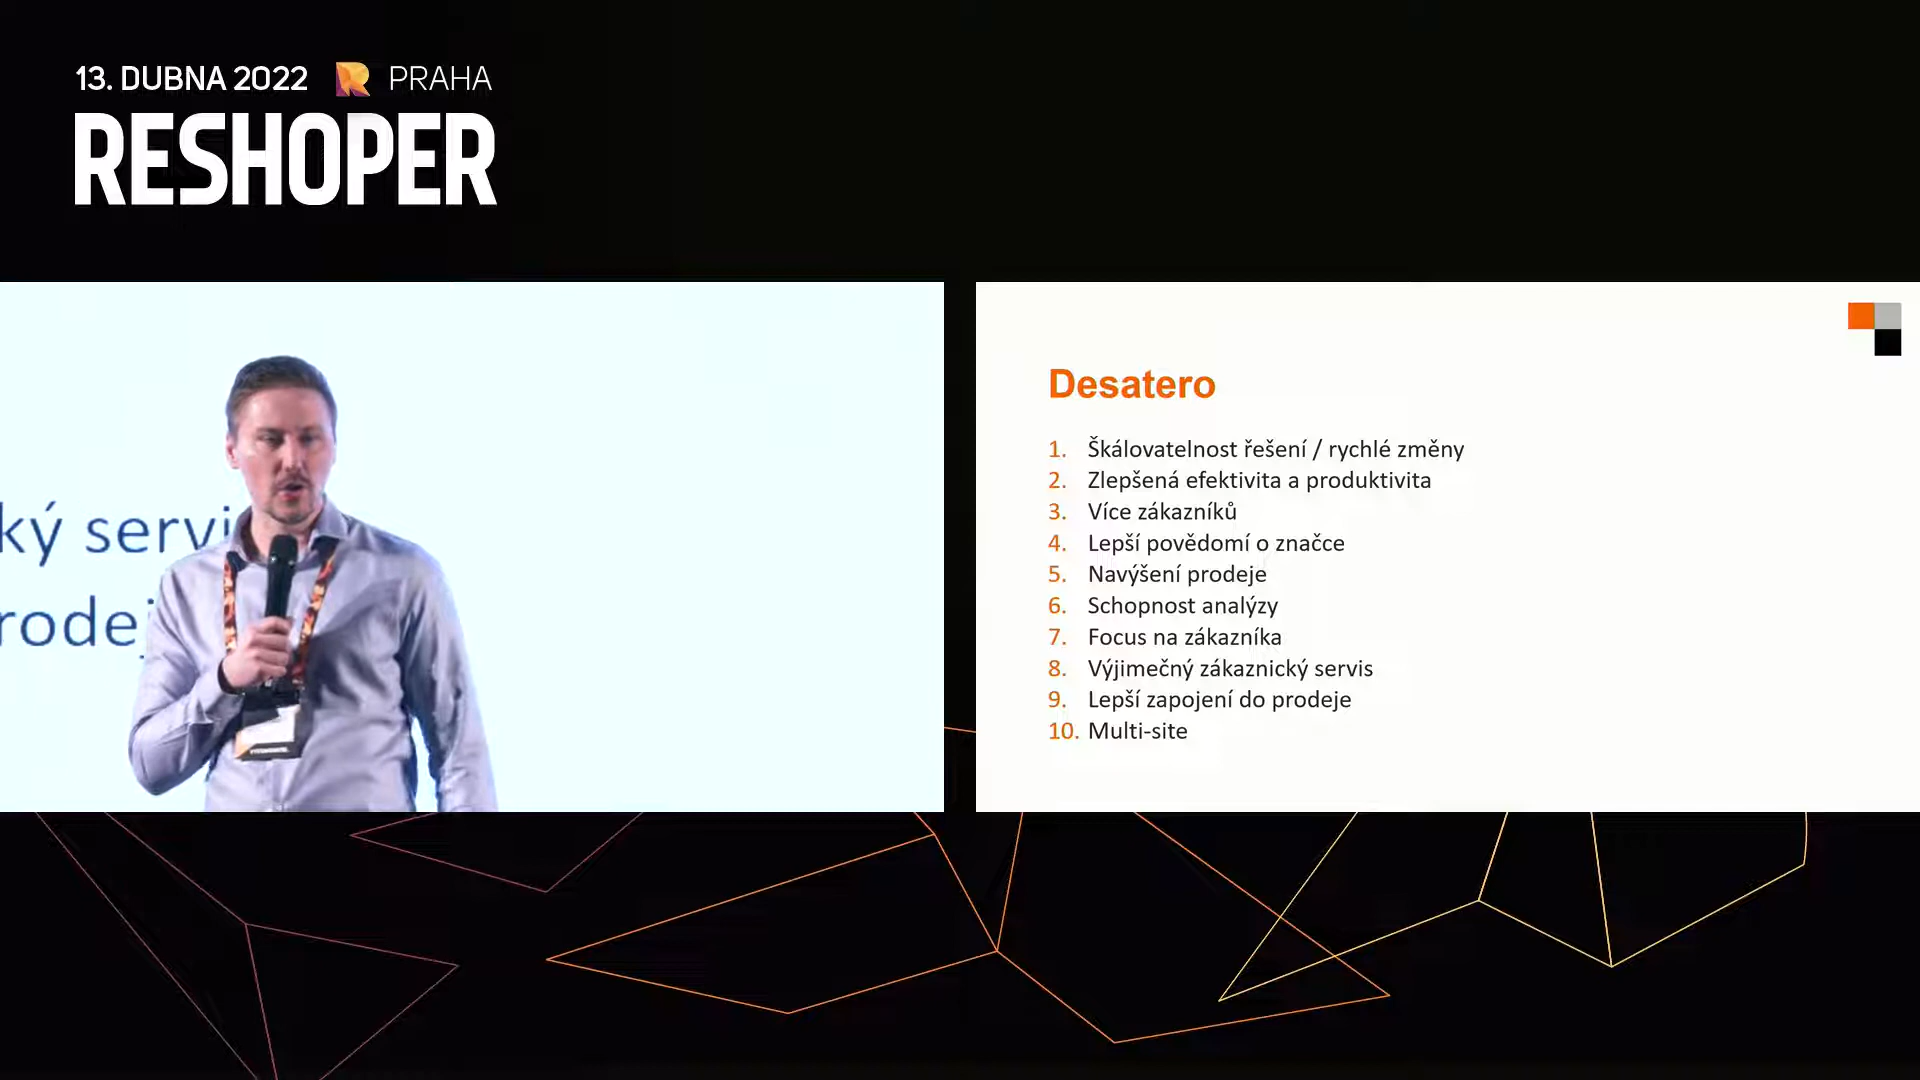 13. DUBNA 2022 PRAHA
RESHOPER
ký servi
rodej
Desatero
1. Škálovatelnost řešení / rychlé změny
2. Zlepšená efektivita a produktivita
3. Více zákazníků
4. Lepší povědomí o značce
5. Navýšení prodeje
6. Schopnost analýzy
7. Focus na zákazníka
8. Výjimečný zákaznický servis
9. Lepší zapojení do prodeje
10. Multi-site